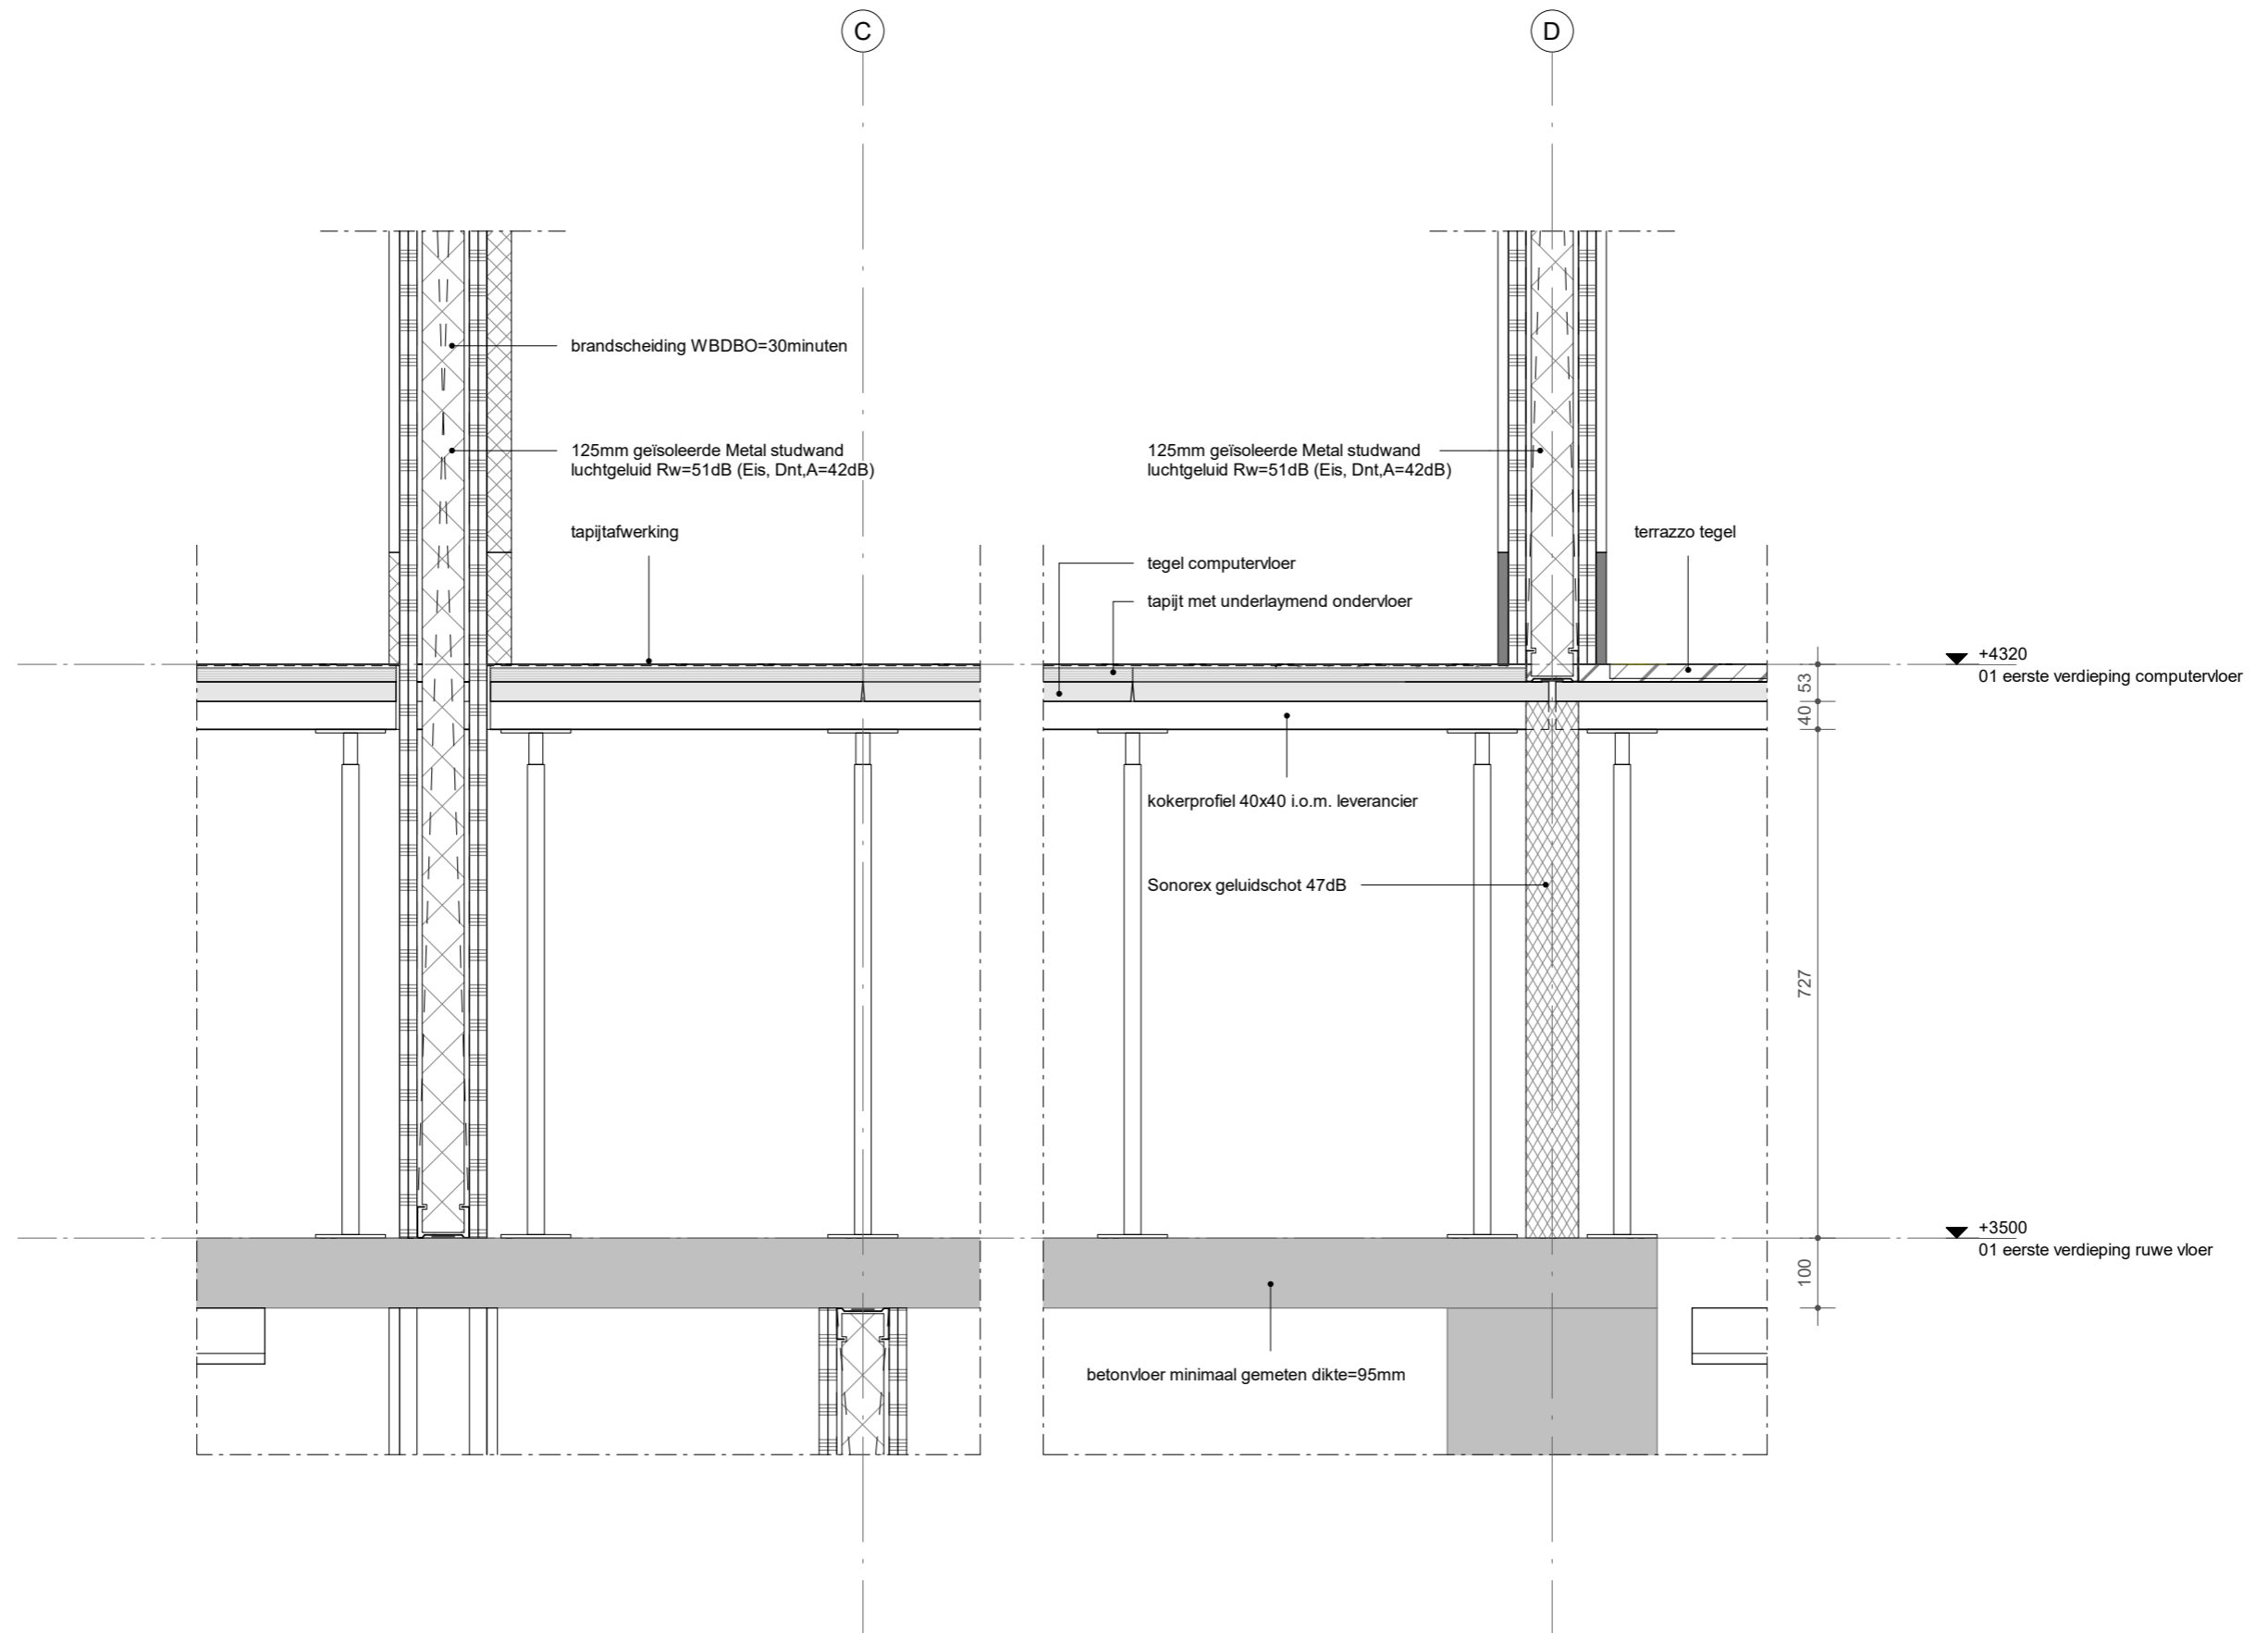 C
D
brandscheiding WBDBO=30minuten
125mm geïsoleerde Metal studwand
luchtgeluid Rw=51dB (Eis, Dnt,A=42dB)
tapijtafwerking
125mm geïsoleerde Metal studwand
luchtgeluid Rw=51dB (Eis, Dnt,A=42dB)
terrazzo tegel
tegel computervloer
tapijt met underlaymend ondervloer
+4320
01 eerste verdieping computervloer
53
40
kokerprofiel 40x40 i.o.m. leverancier
Sonorex geluidschot 47dB
727
+3500
01 eerste verdieping ruwe vloer
100
betonvloer minimaal gemeten dikte=95mm